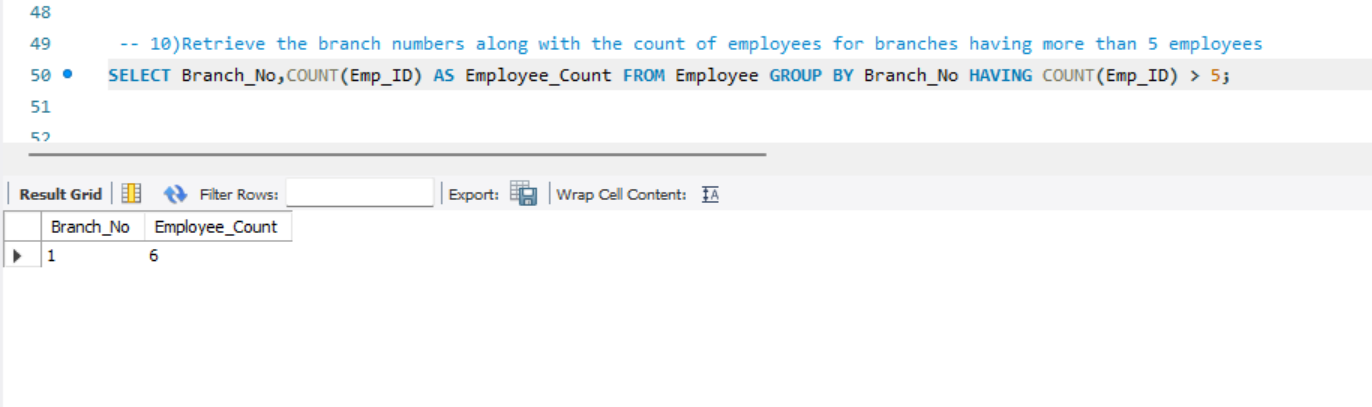 48
49 -- 10)Retrieve the branch numbers along with the count of employees for branches having more than 5 employees
50 SELECT Branch_No,COUNT(Emp_ID) AS Employee_Count FROM Employee GROUP BY Branch_No HAVING COUNT(Emp_ID) > 5;
51
52
Result Grid Filter Rows: Export: Wrap Cell Content: IA
Branch_No Employee_Count
1 6